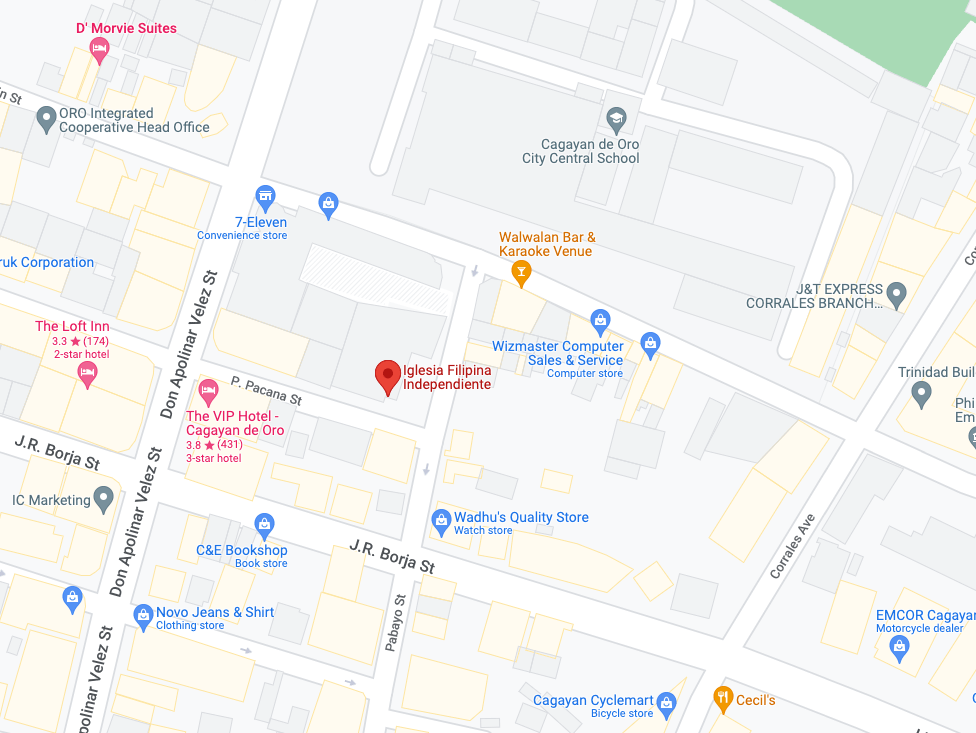 D' Morvie Suites
n St
ORO Integrated
Cooperative Head Office
Cagayan de Oro
City Central School
7-Eleven
Convenience store
Walwalan Bar &
Karaoke Venue
ruk Corporation
J&T EXPRESS
CORRALES BRANCH...
Don Apolinar Velez St
The Loft Inn
3.3 ★ (174)
2-star hotel
Wizmaster Computer
Sales & Service
Computer store
Iglesia Filipina
Independiente
P. Pacana St
Trinidad Buil
Phi
Em
The VIP Hotel -
Cagayan de Oro
3.8 ★ (431)
3-star hotel
J.R. Borja St
IC Marketing
Don Apolinar Velez St
Wadhu's Quality Store
Watch store
C&E Bookshop
Book store
J.R. Borja St
Corrales Ave
Pabayo St
Novo Jeans & Shirt
Clothing store
EMCOR Cagayan
Motorcycle dealer
polinar Velez St
Cagayan Cyclemart
Bicycle store
Cecil's